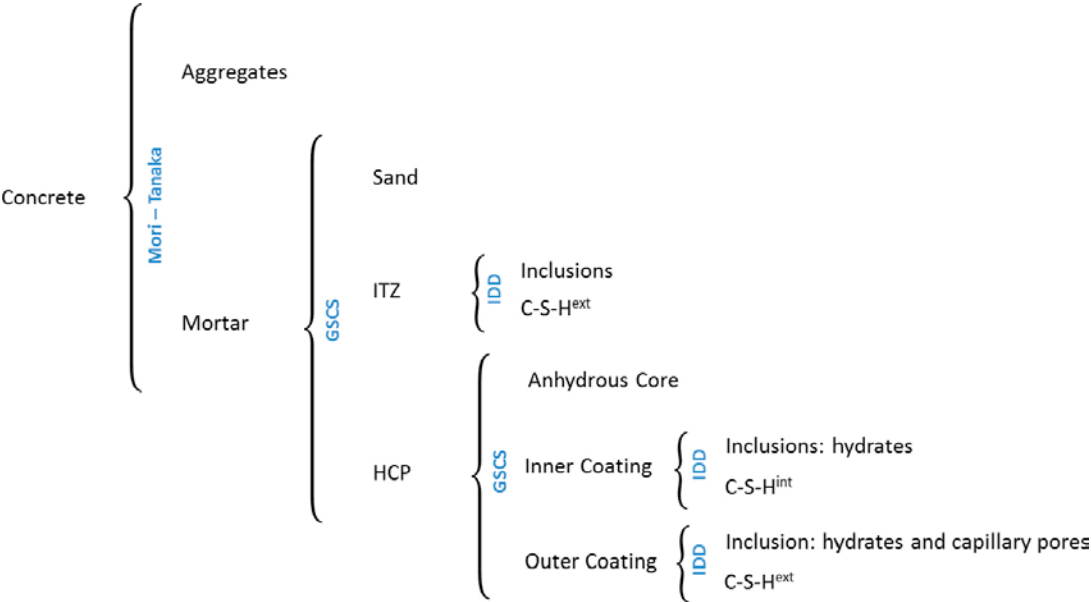 Concrete
Mori – Tanaka
Aggregates
Mortar
GSCS
Sand
ITZ
IDD
Inclusions
C-S-Hext
HCP
GSCS
Anhydrous Core
Inner Coating
IDD
Inclusions: hydrates
C-S-Hint
Outer Coating
IDD
Inclusion: hydrates and capillary pores
C-S-Hext